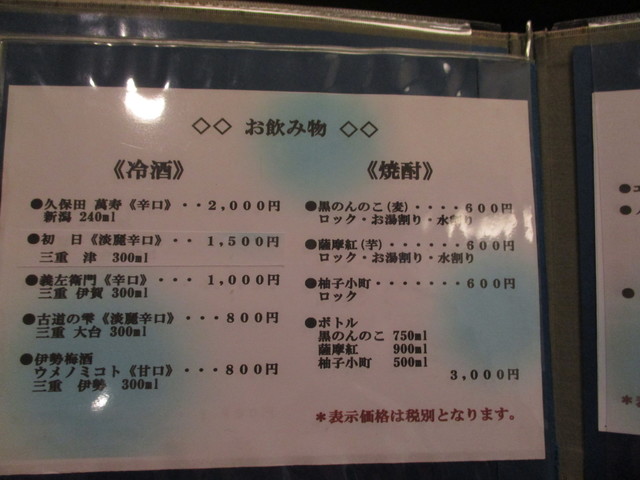 ◇◇ お飲み物 ◇◇
《冷酒》
●久保田 萬寿《辛口》・・2,000円
新潟 240ml
●初 日《淡麗辛口》・・1,500円
三重 津 300ml
●義左衛門《辛口》・・1,000円
三重 伊賀 300ml
●古道の雫《淡麗辛口》・・・800円
三重 大台 300ml
●伊勢梅酒
ウメノミコト《甘口》・・・800円
三重 伊勢 300ml
《焼酎》
●黒のんのこ(麦)・・・・600円
ロック・お湯割り・水割り
●薩摩紅(芋)・・・・・・600円
ロック・お湯割り・水割り
●柚子小町・・・・・・・600円
ロック
●ボトル
黒のんのこ 750ml
薩摩紅 900ml
柚子小町 500ml
3,000円
*表示価格は税別となります。